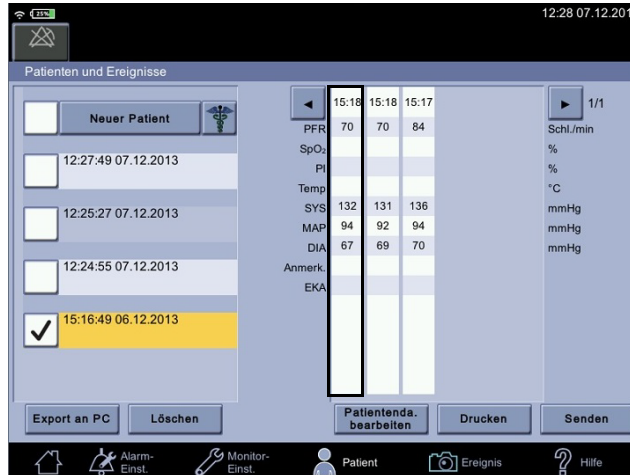 25%
12:28 07.12.201
Patienten und Ereignisse
Neuer Patient
12:27:49 07.12.2013
12:25:27 07.12.2013
12:24:55 07.12.2013
15:16:49 06.12.2013
15:18 15:18 15:17 1/1
PFR 70 70 84 Schl./min
SpO₂ %
PI %
Temp °C
SYS 132 131 136 mmHg
MAP 94 92 94 mmHg
DIA 67 69 70 mmHg
Anmerk.
EKA
Export an PC
Löschen
Patientenda.
bearbeiten
Drucken
Senden
Alarm-
Einst.
Monitor-
Einst.
Patient
Ereignis
Hilfe